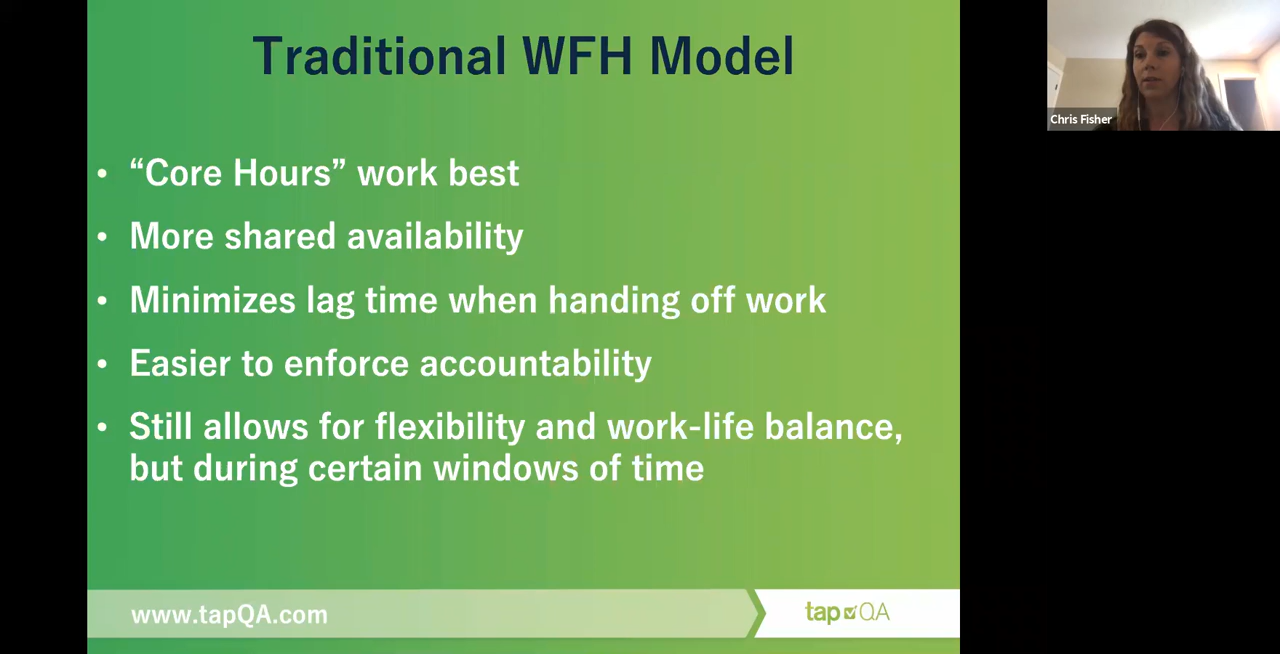 Traditional WFH Model
Chris Fisher
• “Core Hours” work best
• More shared availability
• Minimizes lag time when handing off work
• Easier to enforce accountability
• Still allows for flexibility and work-life balance,
but during certain windows of time
www.tapQA.com
tap QA